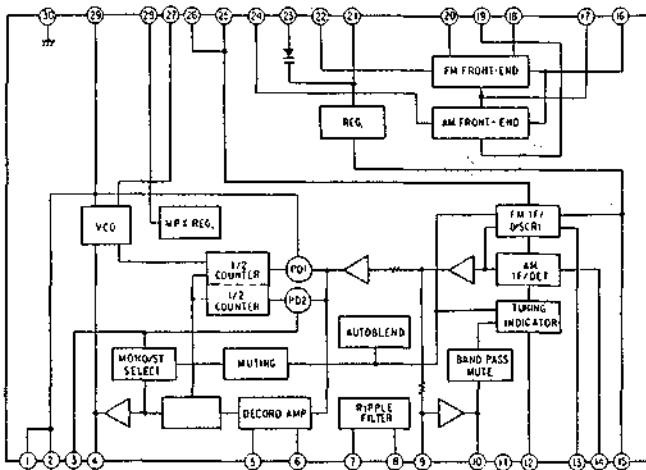 30 29 28 27 26 25 24 23 22 21 20 19 18 17 16
FM FRONT-END
REG.
AM FRONT-END
VCO
MPX REG.
FM IF/
DISCRI
1/2
COUNTER
PD1
AM
IF/DET
1/2
COUNTER
PD2
TUNING
INDICATOR
AUTOBLEND
MONO/ST
SELECT
MUTING
BAND PASS
MUTE
DECORD AMP
RIPPLE
FILTER
1 2 3 4 5 6 7 8 9 10 11 12 13 14 15